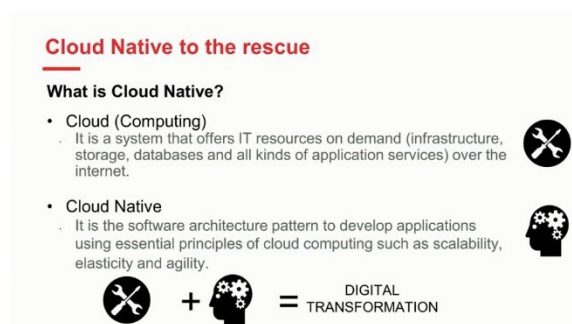 Cloud Native to the rescue
What is Cloud Native?
• Cloud (Computing)
. It is a system that offers IT resources on demand (infrastructure,
storage, databases and all kinds of application services) over the
internet.
• Cloud Native
. It is the software architecture pattern to develop applications
using essential principles of cloud computing such as scalability,
elasticity and agility.
+ = DIGITAL
TRANSFORMATION